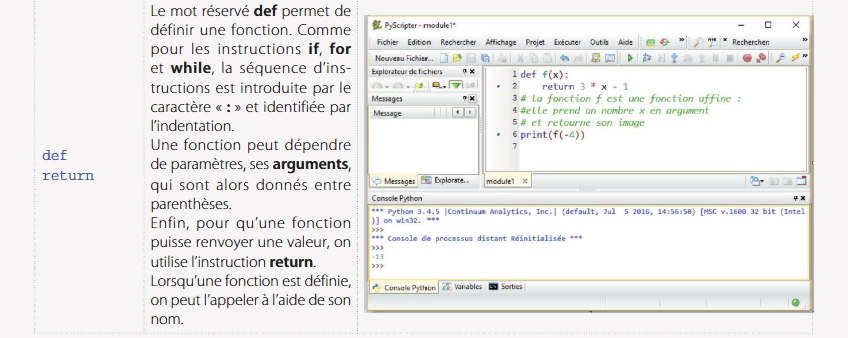 def
return
Le mot réservé def permet de
définir une fonction. Comme
pour les instructions if, for
et while, la séquence d'ins-
tructions est introduite par le
caractère « : » et identifiée par
l'indentation.
Une fonction peut dépendre
de paramètres, ses arguments,
qui sont alors donnés entre
parenthèses.
Enfin, pour qu'une fonction
puisse renvoyer une valeur, on
utilise l'instruction return.
Lorsqu'une fonction est définie,
on peut l'appeler à l'aide de son
nom.
PyScripter - module1*
Fichier Edition Rechercher Affichage Projet Exécuter Outils Aide » » × Rechercher: »
Nouveau Fichier... » »
Explorateur de fichiers
Messages
Message
Messages Explorate...
1 def f(x):
2 return 3 * x - 1
3 # la fonction f est une fonction affine :
4 #elle prend un nombre x en argument
5 # et retourne son image
6 print(f(-4))
7
module1 ×
Console Python
*** Python 3.4.5 |Continuum Analytics, Inc.| (default, Jul 5 2016, 14:56:50) [MSC v.1600 32 bit (Intel
)] on win32. ***
>>>
*** Console de processus distant Réinitialisée ***
>>>
-13
>>>
Console Python Variables Sorties